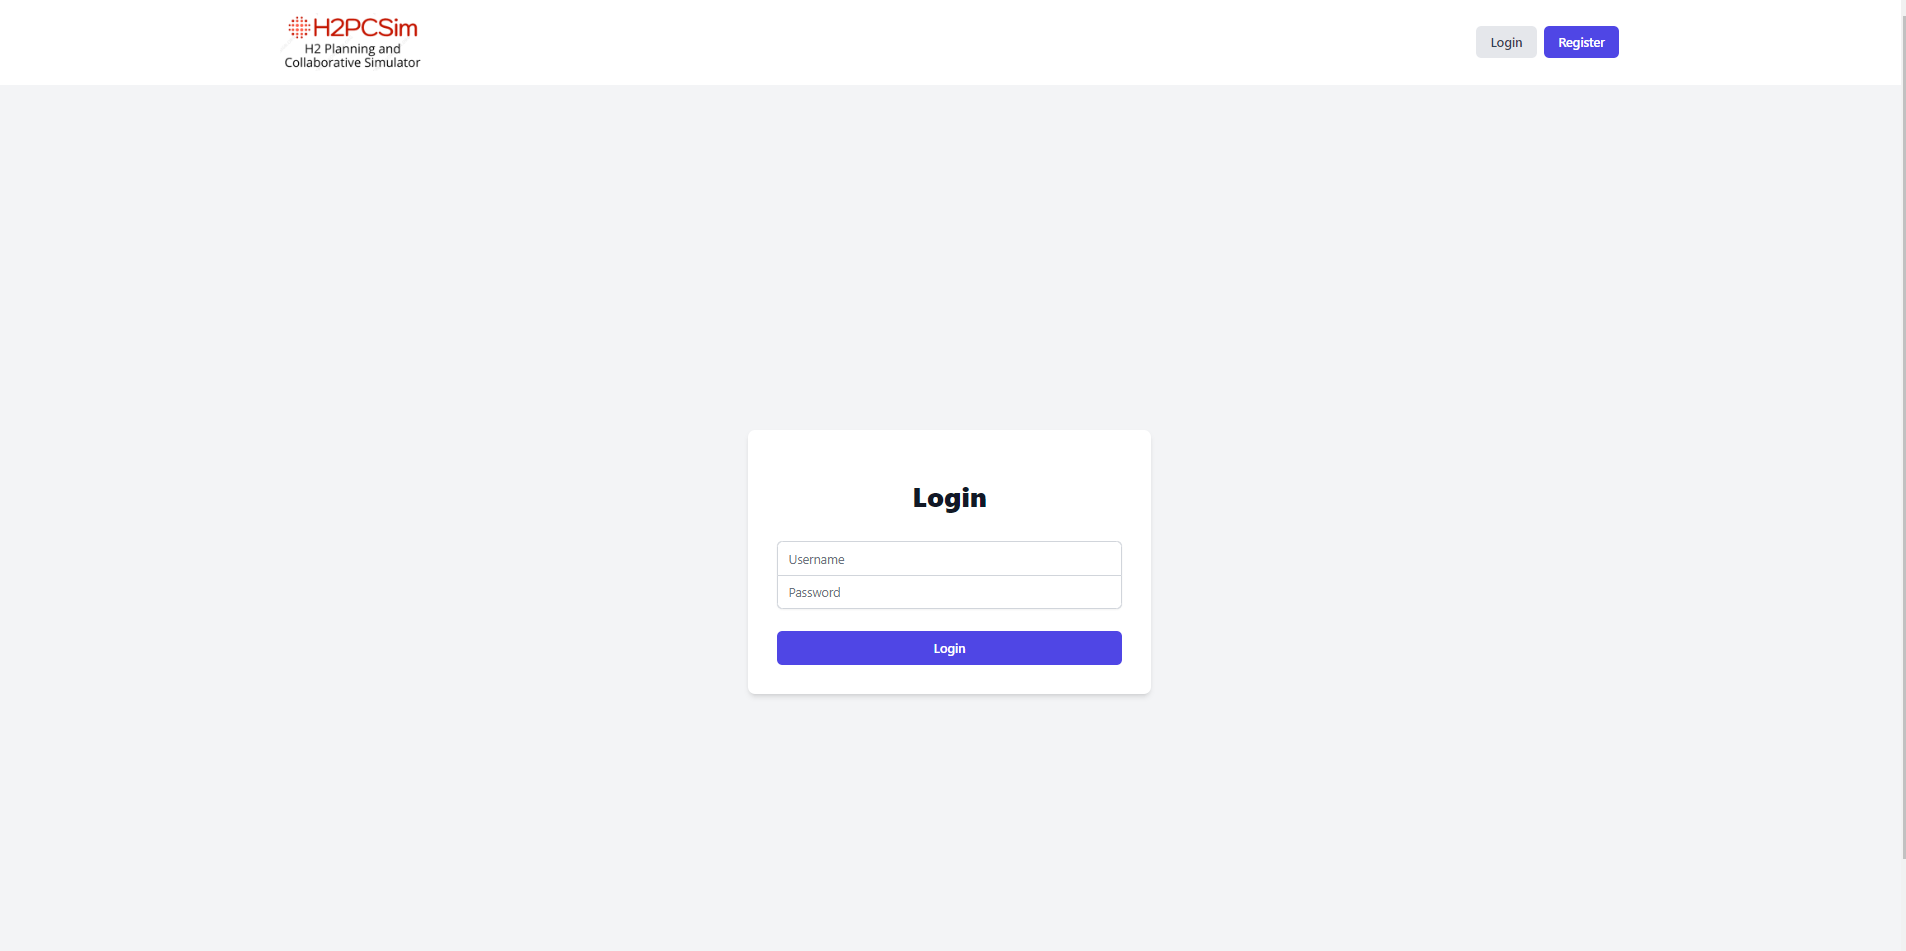 H2PCSim
H2 Planning and
Collaborative Simulator
Login
Register
Login
Username
Password
Login